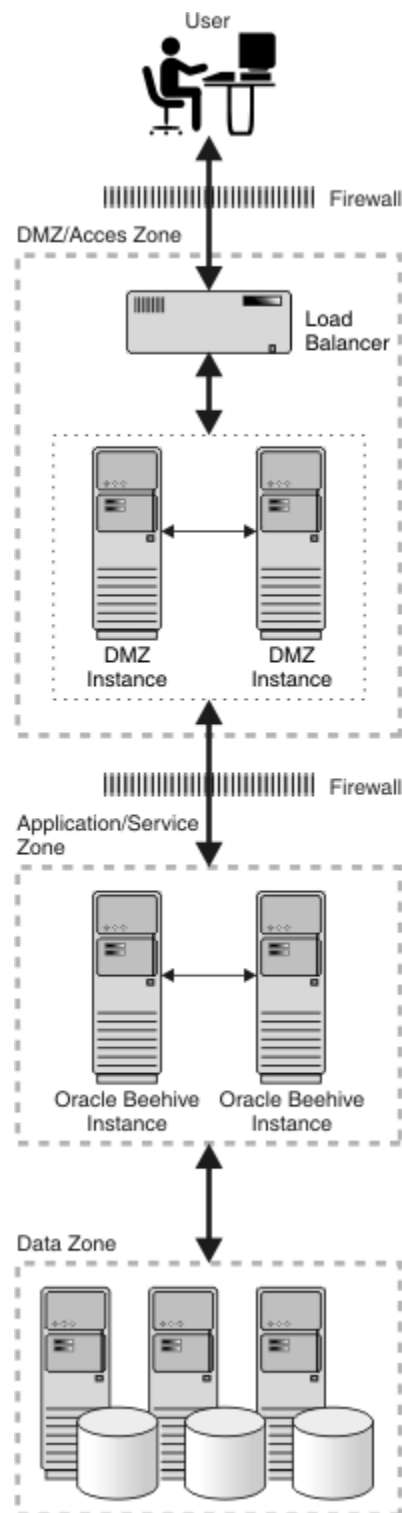 User
Firewall
DMZ/Acces Zone
Load
Balancer
DMZ
Instance
DMZ
Instance
Firewall
Application/Service
Zone
Oracle Beehive
Instance
Oracle Beehive
Instance
Data Zone